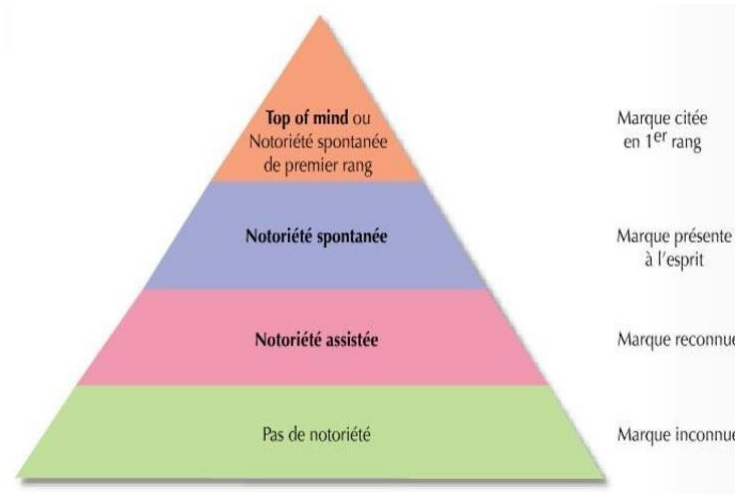 Top of mind ou
Notoriété spontanée
de premier rang
Marque citée
en 1er rang
Notoriété spontanée
Marque présente
à l'esprit
Notoriété assistée
Marque reconnue
Pas de notoriété
Marque inconnue